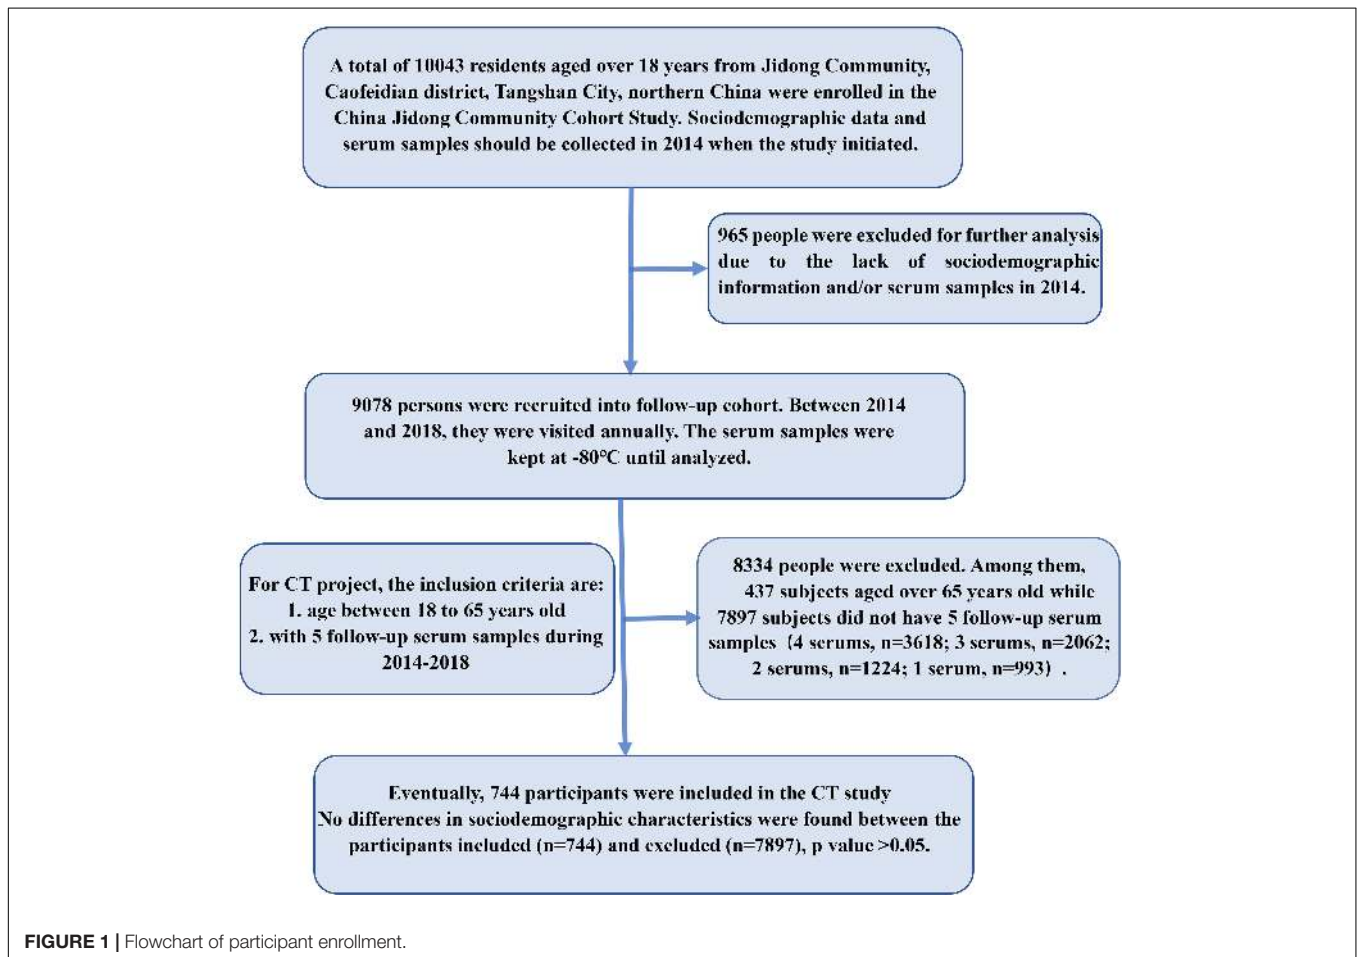 A total of 10043 residents aged over 18 years from Jidong Community,
Caofeidian district, Tangshan City, northern China were enrolled in the
China Jidong Community Cohort Study. Sociodemographic data and
serum samples should be collected in 2014 when the study initiated.
965 people were excluded for further analysis
due to the lack of sociodemographic
information and/or serum samples in 2014.
9078 persons were recruited into follow-up cohort. Between 2014
and 2018, they were visited annually. The serum samples were
kept at -80℃ until analyzed.
For CT project, the inclusion criteria are:
1. age between 18 to 65 years old
2. with 5 follow-up serum samples during
2014-2018
8334 people were excluded. Among them,
437 subjects aged over 65 years old while
7897 subjects did not have 5 follow-up serum
samples (4 serums, n=3618; 3 serums, n=2062;
2 serums, n=1224; 1 serum, n=993) .
Eventually, 744 participants were included in the CT study
No differences in sociodemographic characteristics were found between the
participants included (n=744) and excluded (n=7897), p value >0.05.
FIGURE 1 | Flowchart of participant enrollment.